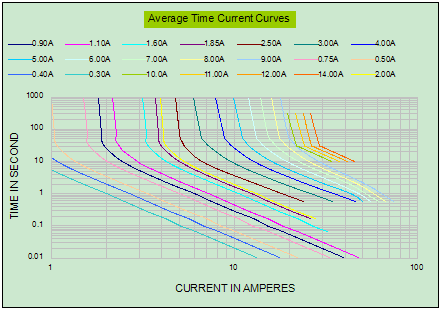 Average Time Current Curves
0.90A 1.10A 1.60A 1.85A 2.50A 3.00A 4.00A
5.00A 6.00A 7.00A 8.00A 9.00A 0.75A 0.50A
0.40A 0.30A 10.0A 11.00A 12.00A 14.00A 2.00A
1000
100
10
1
0.1
0.01
1 10 100
TIME IN SECOND
CURRENT IN AMPERES